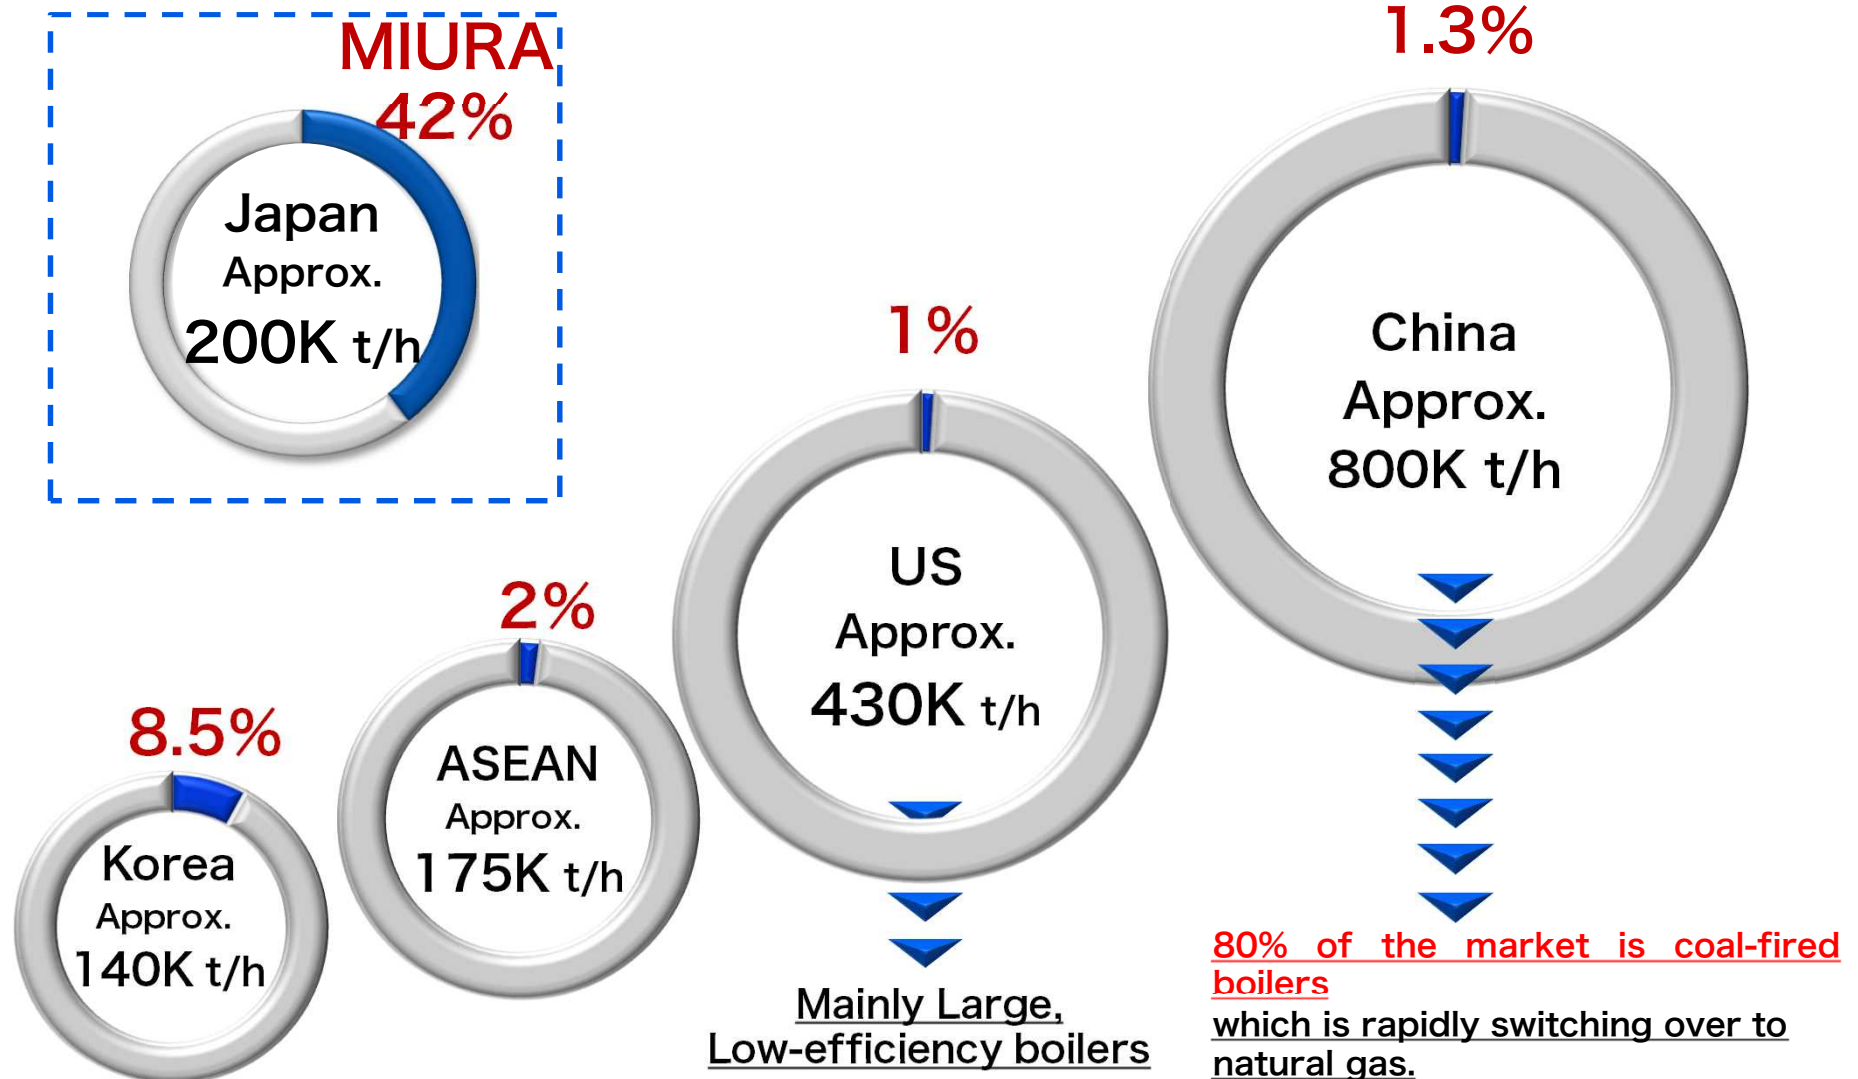 MIURA
42%
Japan
Approx.
200K t/h
8.5%
Korea
Approx.
140K t/h
2%
ASEAN
Approx.
175K t/h
1%
US
Approx.
430K t/h
Mainly Large,
Low-efficiency boilers
1.3%
China
Approx.
800K t/h
80% of the market is coal-fired
boilers
which is rapidly switching over to
natural gas.